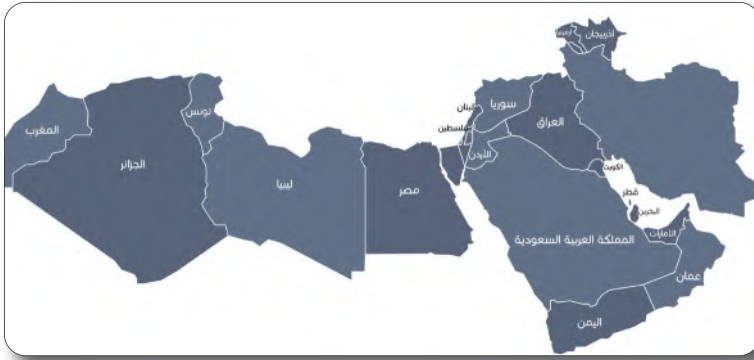 أذربيجان
أرمينيا
سوريا
لبنان
العراق
فلسطين
المغرب
تونس
الأردن
الجزائر
الكويت
ليبيا
مصر
قطر
البحرين
الامارات
المملكة العربية السعودية
عمان
اليمن